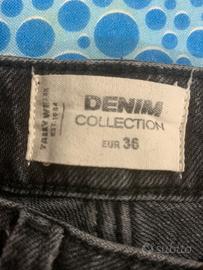 DENIM
COLLECTION
EUR 36
TALLY WEIJL
subito